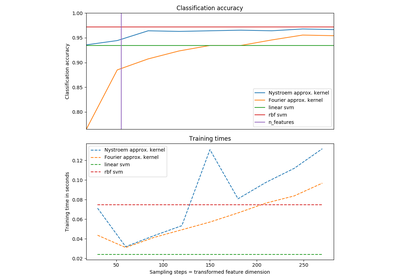 Classification accuracy
1.00
0.95
0.90
0.85
0.80
Classification accuracy
Nystroem approx. kernel
Fourier approx. kernel
linear svm
rbf svm
n_features
Training times
Nystroem approx. kernel
Fourier approx. kernel
linear svm
rbf svm
0.12
0.10
0.08
0.06
0.04
0.02
Training time in seconds
50
100
150
200
250
Sampling steps = transformed feature dimension